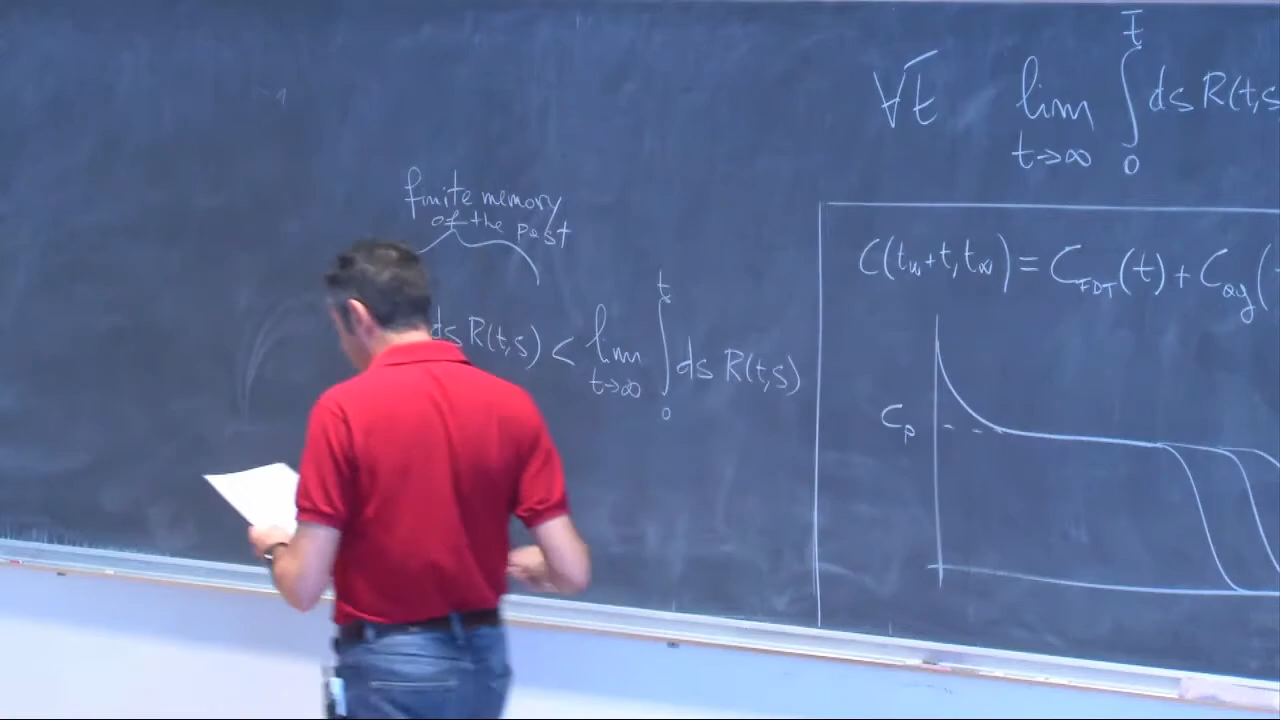 ∀t̄ lim t→∞ ∫₀^t̄ ds R(t,s
finite memory
of the past
ds R(t,s) < lim t→∞ ∫₀^t ds R(t,s)
C(t_w+t, t_w) = C_FDT(t) + C_ag(
C_p